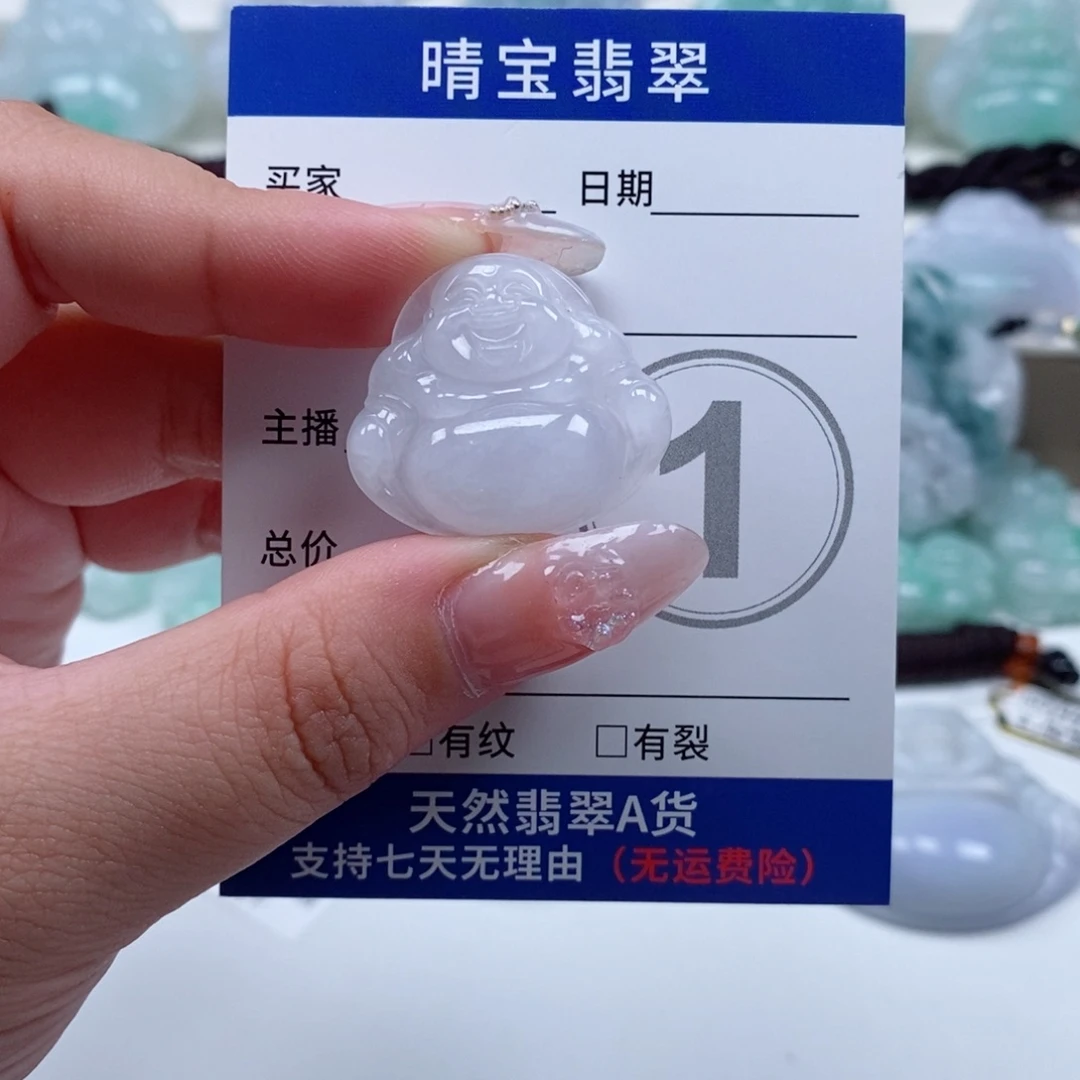 晴宝翡翠
买家 日期
主播
1
总价
□有纹 □有裂
天然翡翠A货
支持七天无理由（无运费险）